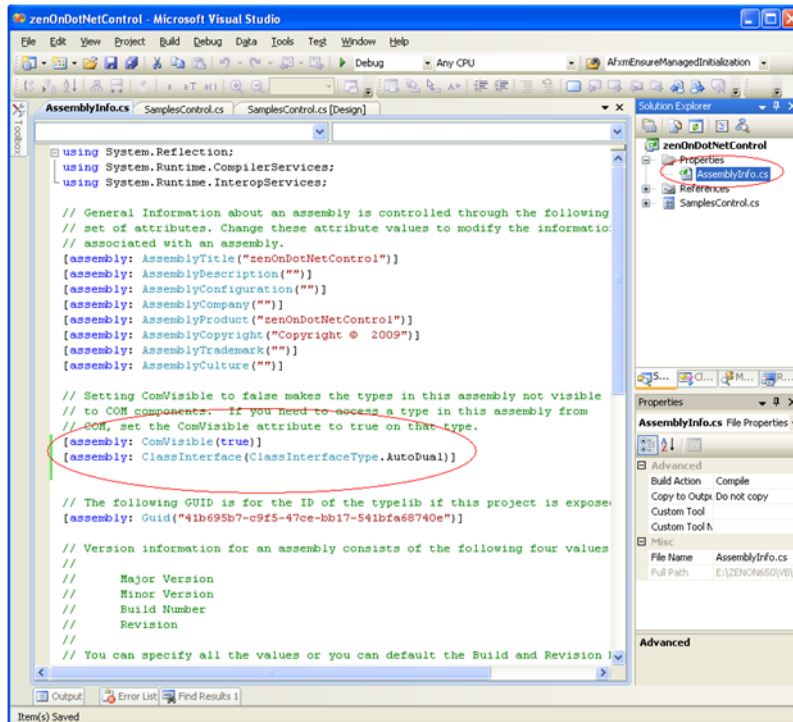 zenOnDotNetControl - Microsoft Visual Studio
File Edit View Project Build Debug Data Tools Test Window Help
Debug Any CPU AfxmEnsureManagedInitialization
AssemblyInfo.cs SamplesControl.cs SamplesControl.cs [Design]
Toolbox
using System.Reflection;
using System.Runtime.CompilerServices;
using System.Runtime.InteropServices;
// General Information about an assembly is controlled through the following
// set of attributes. Change these attribute values to modify the informatio
// associated with an assembly.
[assembly: AssemblyTitle("zenOnDotNetControl")]
[assembly: AssemblyDescription("")]
[assembly: AssemblyConfiguration("")]
[assembly: AssemblyCompany("")]
[assembly: AssemblyProduct("zenOnDotNetControl")]
[assembly: AssemblyCopyright("Copyright © 2009")]
[assembly: AssemblyTrademark("")]
[assembly: AssemblyCulture("")]
// Setting ComVisible to false makes the types in this assembly not visible
// to COM components. If you need to access a type in this assembly from
// COM, set the ComVisible attribute to true on that type.
[assembly: ComVisible(true)]
[assembly: ClassInterface(ClassInterfaceType.AutoDual)]
// The following GUID is for the ID of the typelib if this project is expose
[assembly: Guid("41b695b7-c9f5-47ce-bb17-541bfa68740e")]
// Version information for an assembly consists of the following four values
//
// Major Version
// Minor Version
// Build Number
// Revision
//
// You can specify all the values or you can default the Build and Revision
Solution Explorer
zenOnDotNetControl
Properties
AssemblyInfo.cs
References
SamplesControl.cs
S... Cl... M... R...
Properties
AssemblyInfo.cs File Properties
Advanced
Build Action Compile
Copy to Outpu Do not copy
Custom Tool
Custom Tool N
Misc
File Name AssemblyInfo.cs
Full Path E:\ZENON650\VB\
Advanced
Output Error List Find Results 1
Item(s) Saved